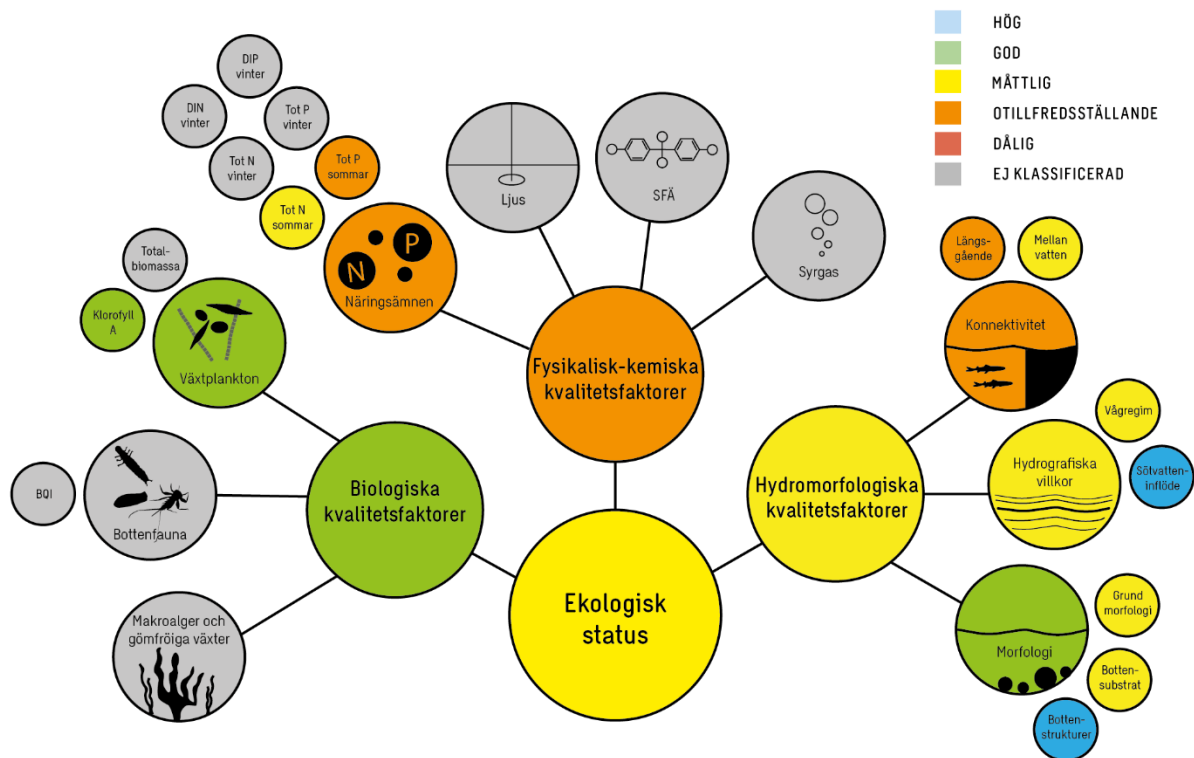 HÖG
GOD
MÅTTLIG
OTILLFREDSSTÄLLANDE
DÅLIG
EJ KLASSIFICERAD
DIP
vinter
DIN
vinter
Tot P
vinter
Tot N
vinter
Tot P
sommar
Tot N
sommar
N
P
Näringsämnen
Ljus
SFÄ
Syrgas
Total-
biomassa
Klorofyll
A
Växtplankton
Fysikalisk-kemiska
kvalitetsfaktorer
Längs-
gående
Mellan
vatten
Konnektivitet
Vågregim
Hydrografiska
villkor
Sötvatten-
inflöde
BQI
Bottenfauna
Biologiska
kvalitetsfaktorer
Hydromorfologiska
kvalitetsfaktorer
Makroalger och
gömfröiga växter
Ekologisk
status
Morfologi
Grund
morfologi
Botten-
substrat
Botten-
strukturer